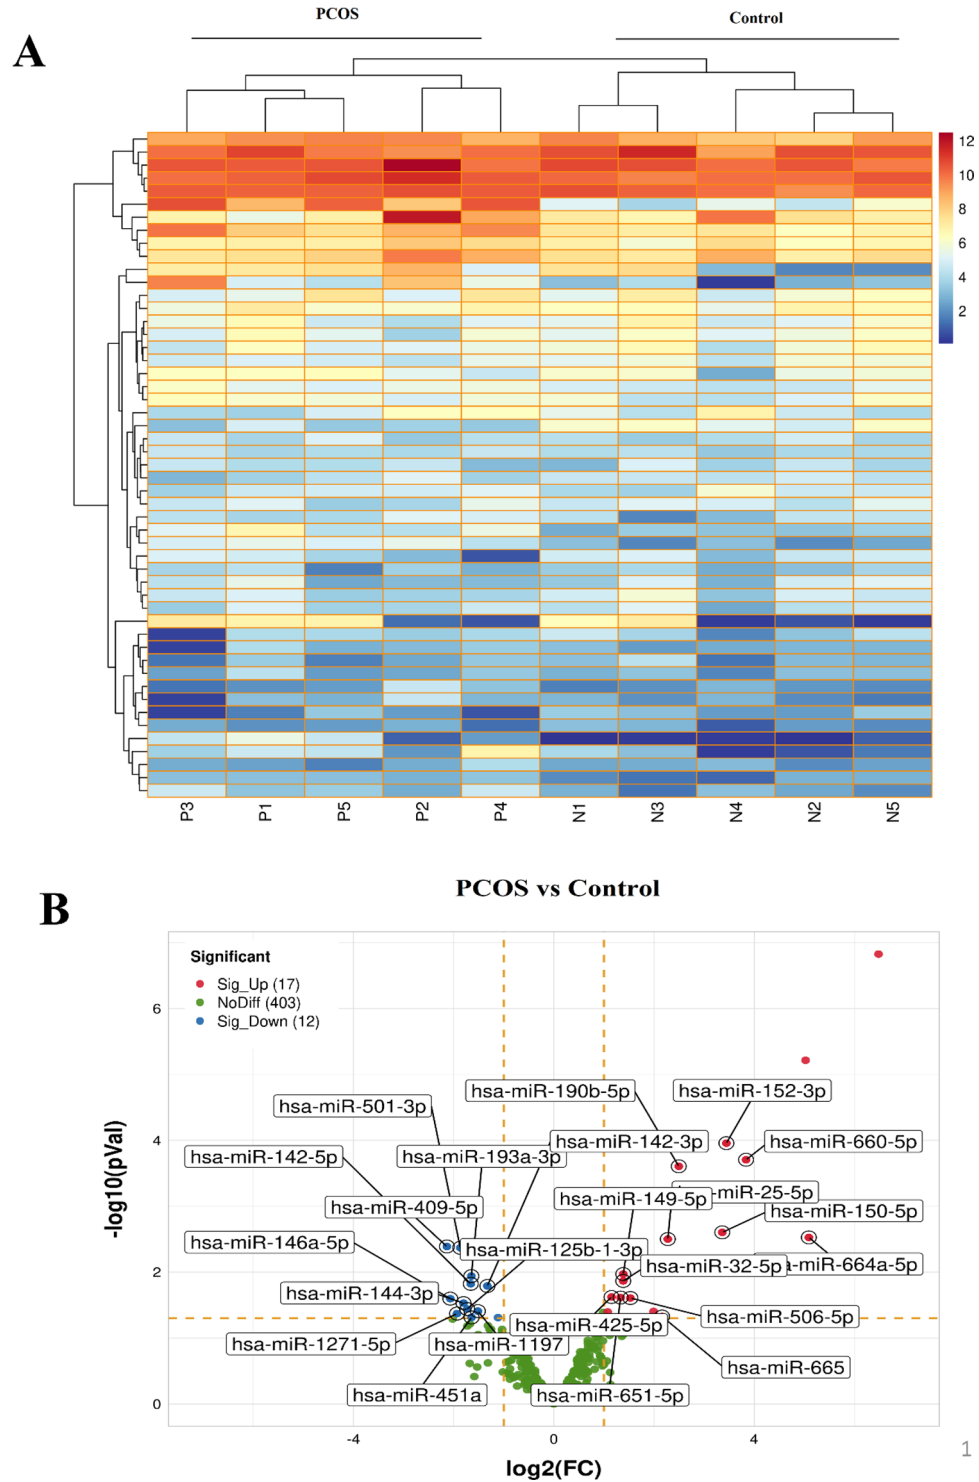 PCOS
Control
A
12
10
8
6
4
2
P3
P1
P5
P2
P4
N1
N3
N4
N2
N5
PCOS vs Control
B
Significant
Sig_Up (17)
NoDiff (403)
Sig_Down (12)
6
4
2
0
-log10(pVal)
hsa-miR-190b-5p
hsa-miR-152-3p
hsa-miR-501-3p
hsa-miR-142-3p
hsa-miR-660-5p
hsa-miR-142-5p
hsa-miR-193a-3p
hsa-miR-149-5p
miR-25-5p
hsa-miR-409-5p
hsa-miR-150-5p
hsa-miR-146a-5p
hsa-miR-125b-1-3p
hsa-miR-32-5p
a-miR-664a-5p
hsa-miR-144-3p
hsa-miR-425-5p
hsa-miR-506-5p
hsa-miR-1271-5p
hsa-miR-1197
hsa-miR-665
hsa-miR-451a
hsa-miR-651-5p
-4
0
4
log2(FC)
1